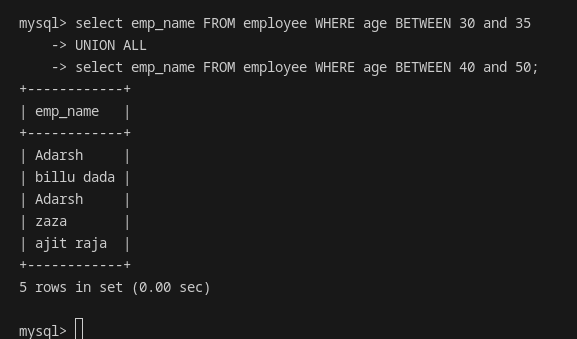 mysql> select emp_name FROM employee WHERE age BETWEEN 30 and 35
    -> UNION ALL
    -> select emp_name FROM employee WHERE age BETWEEN 40 and 50;
+------------+
| emp_name   |
+------------+
| Adarsh     |
| billu dada |
| Adarsh     |
| zaza       |
| ajit raja  |
+------------+
5 rows in set (0.00 sec)

mysql>